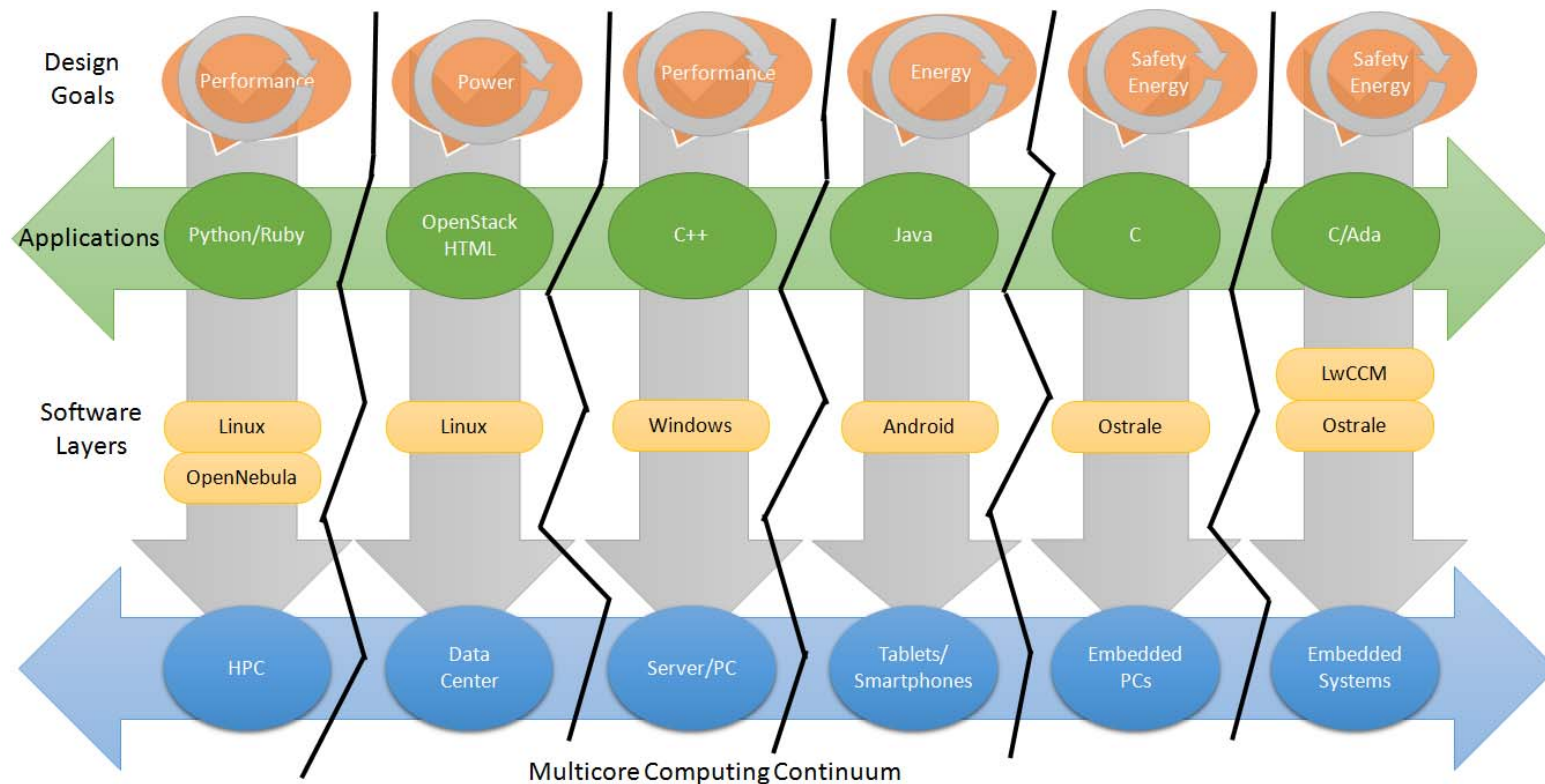 Design
Goals
Performance
Power
Performance
Energy
Safety
Energy
Safety
Energy
Applications
Python/Ruby
OpenStack
HTML
C++
Java
C
C/Ada
Software
Layers
Linux
OpenNebula
Linux
Windows
Android
Ostrale
LwCCM
Ostrale
HPC
Data
Center
Server/PC
Tablets/
Smartphones
Embedded
PCs
Embedded
Systems
Multicore Computing Continuum